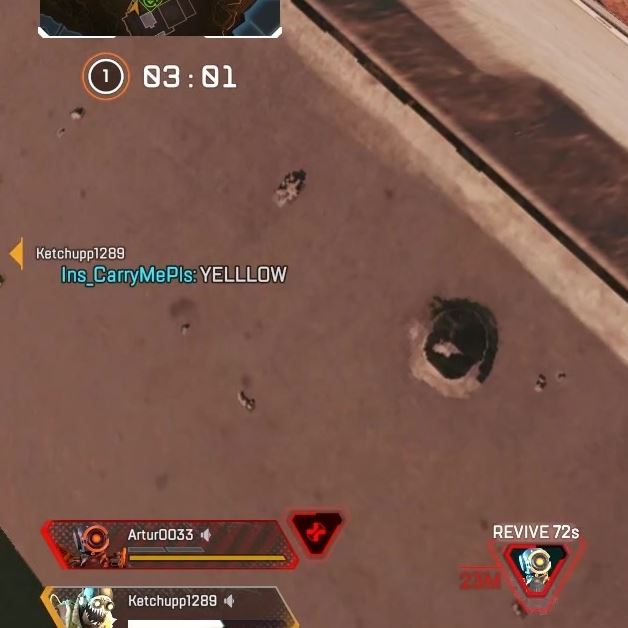 1
03:01
Ketchupp1289
Ins_CarryMePls: YELLLOW
Artur0033
REVIVE 72s
23M
Ketchupp1289